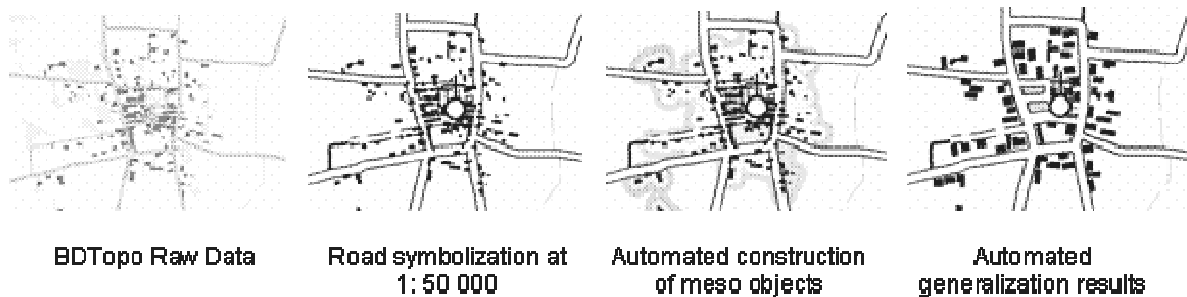 BDTopo Raw Data
Road symbolization at
1: 50 000
Automated construction
of meso objects
Automated
generalization results